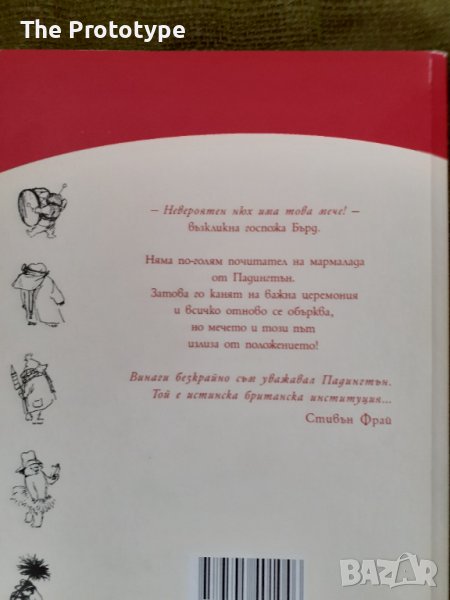 The Prototype
– Невероятен нюх има това мече! –
възкликна госпожа Бърд.
Няма по-голям почитател на мармалада
от Падингтън.
Затова го канят на важна церемония
и всичко отново се обърква,
но мечето и този път
излиза от положението!
Винаги безкрайно съм уважавал Падингтън.
Той е истинска британска институция...
Стивън Фрай
BAZAR